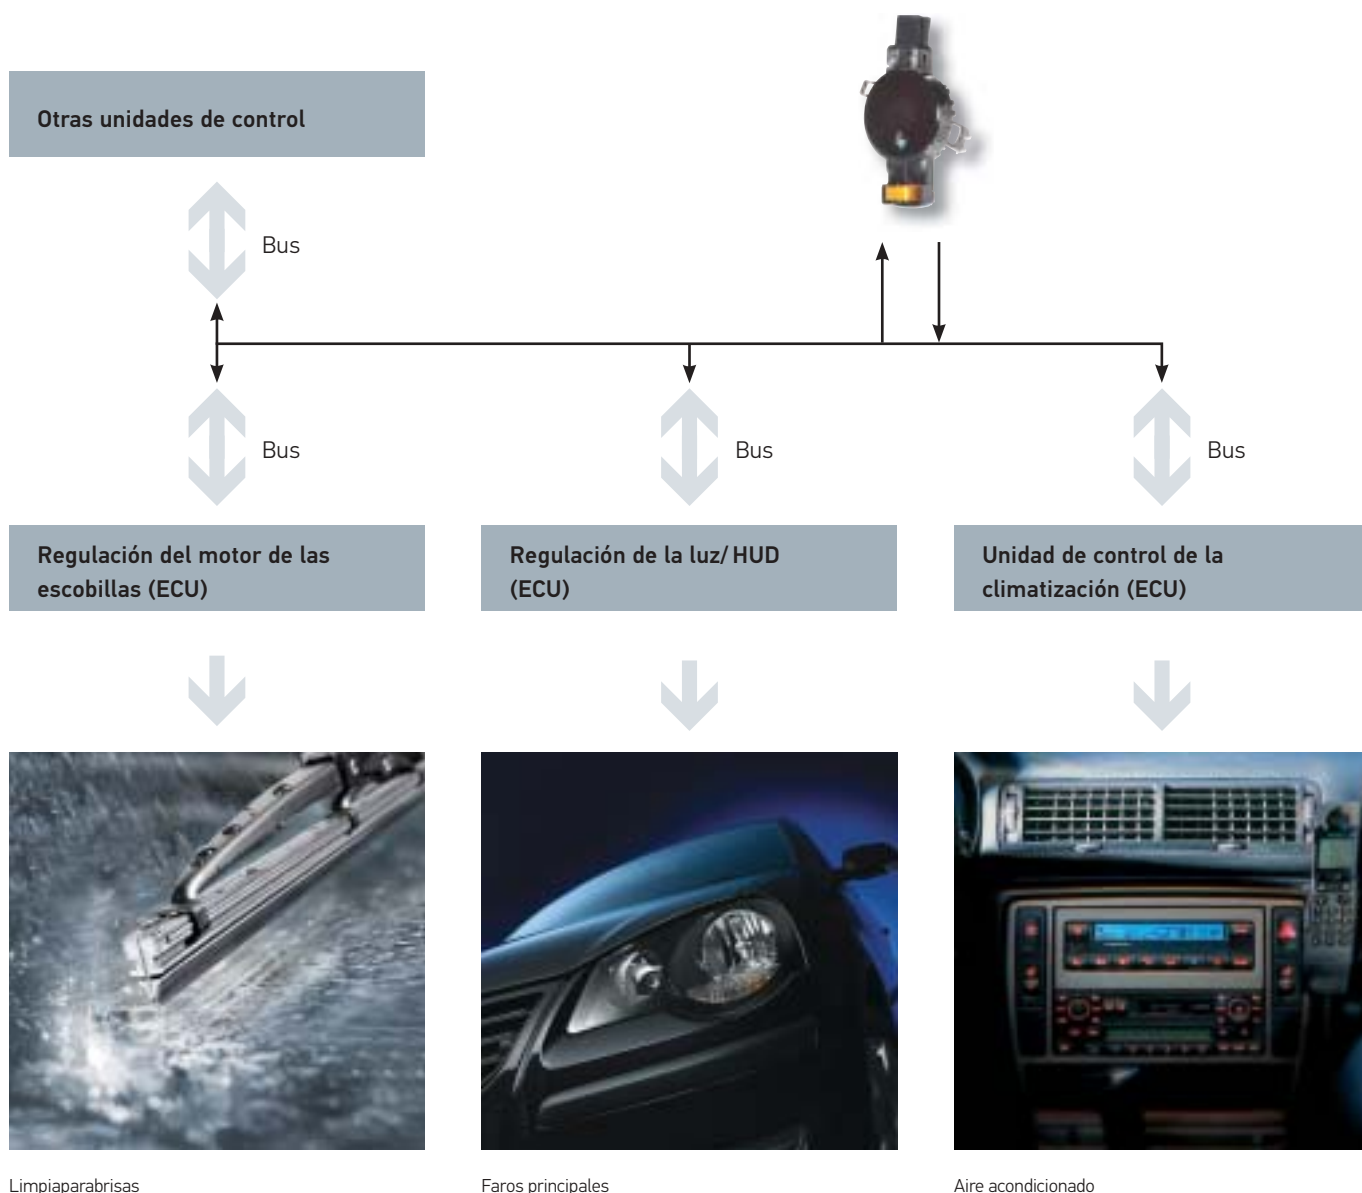 Otras unidades de control
Bus
Bus
Bus
Bus
Regulación del motor de las
escobillas (ECU)
Regulación de la luz/ HUD
(ECU)
Unidad de control de la
climatización (ECU)
Limpiaparabrisas
Faros principales
Aire acondicionado